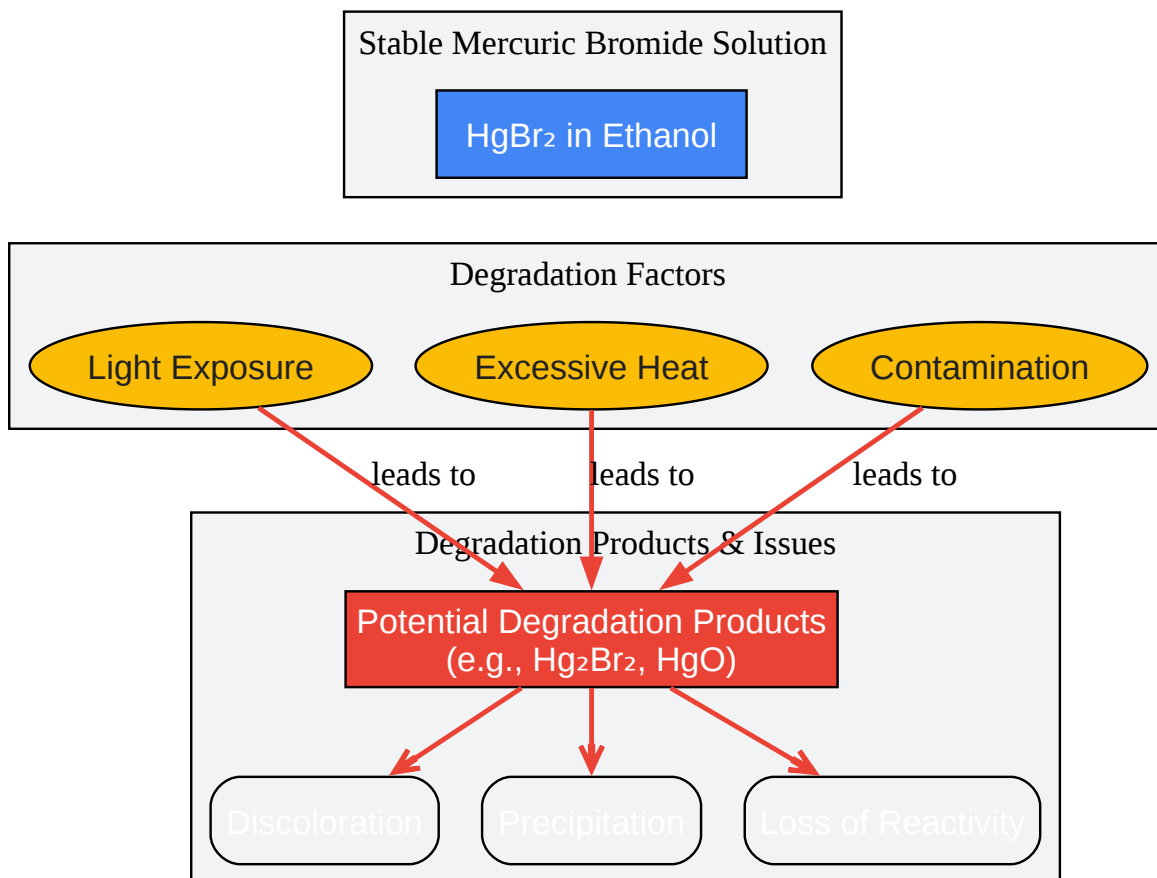 Stable Mercuric Bromide Solution
HgBr₂ in Ethanol
Degradation Factors
Light Exposure
Excessive Heat
Contamination
leads to
leads to
leads to
Degradation Products & Issues
Potential Degradation Products
(e.g., Hg₂Br₂, HgO)
Discoloration
Precipitation
Loss of Reactivity